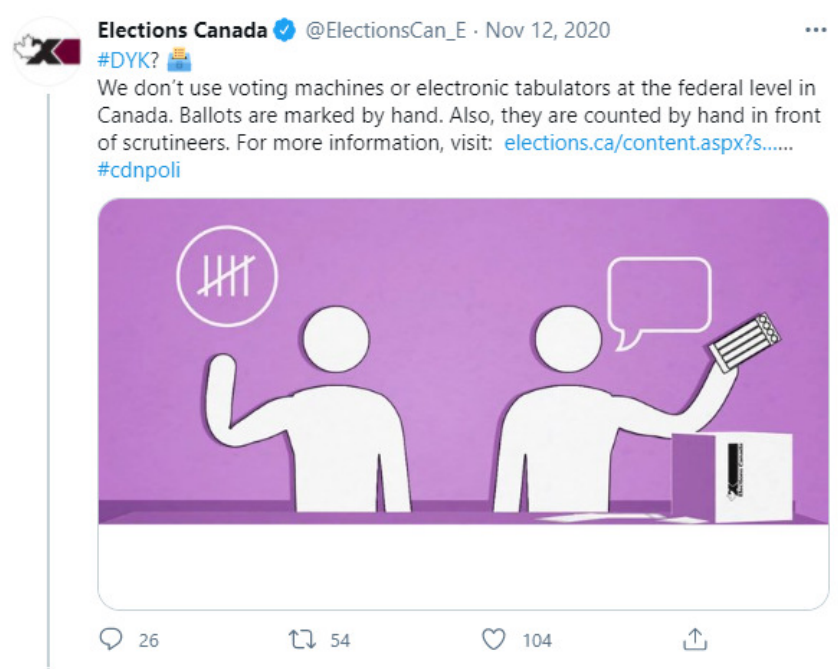 Elections Canada @ElectionsCan_E · Nov 12, 2020
#DYK?
We don't use voting machines or electronic tabulators at the federal level in
Canada. Ballots are marked by hand. Also, they are counted by hand in front
of scrutineers. For more information, visit: elections.ca/content.aspx?s......
#cdnpoli
Elections Canada
26 54 104